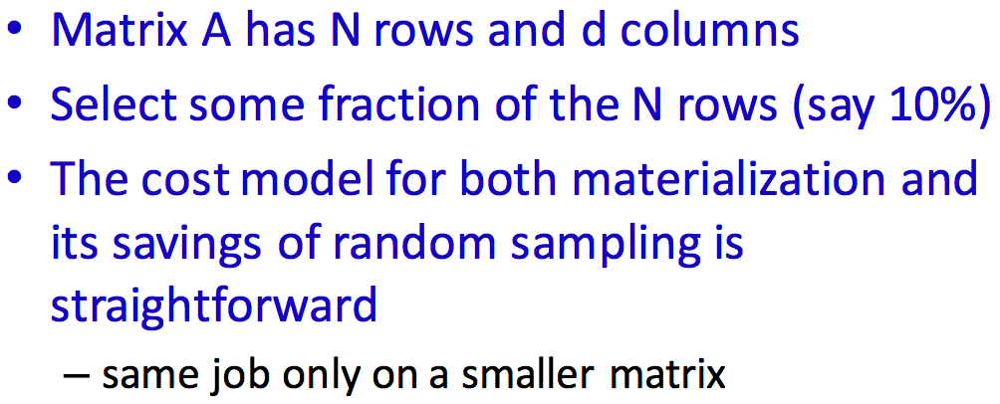 • Matrix A has N rows and d columns
• Select some fraction of the N rows (say 10%)
• The cost model for both materialization and
its savings of random sampling is
straightforward
– same job only on a smaller matrix